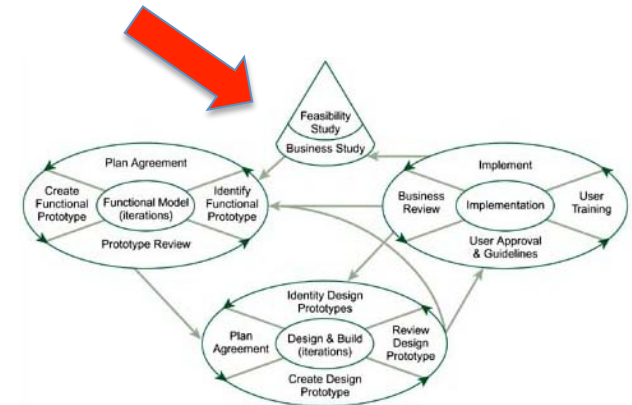 Feasibility
Study
Business Study
Plan Agreement
Create
Functional
Prototype
Functional Model
(iterations)
Identify
Functional
Prototype
Prototype Review
Implement
Business
Review
Implementation
User
Training
User Approval
& Guidelines
Identity Design
Prototypes
Plan
Agreement
Design & Build
(iterations)
Review
Design
Prototype
Create Design
Prototype